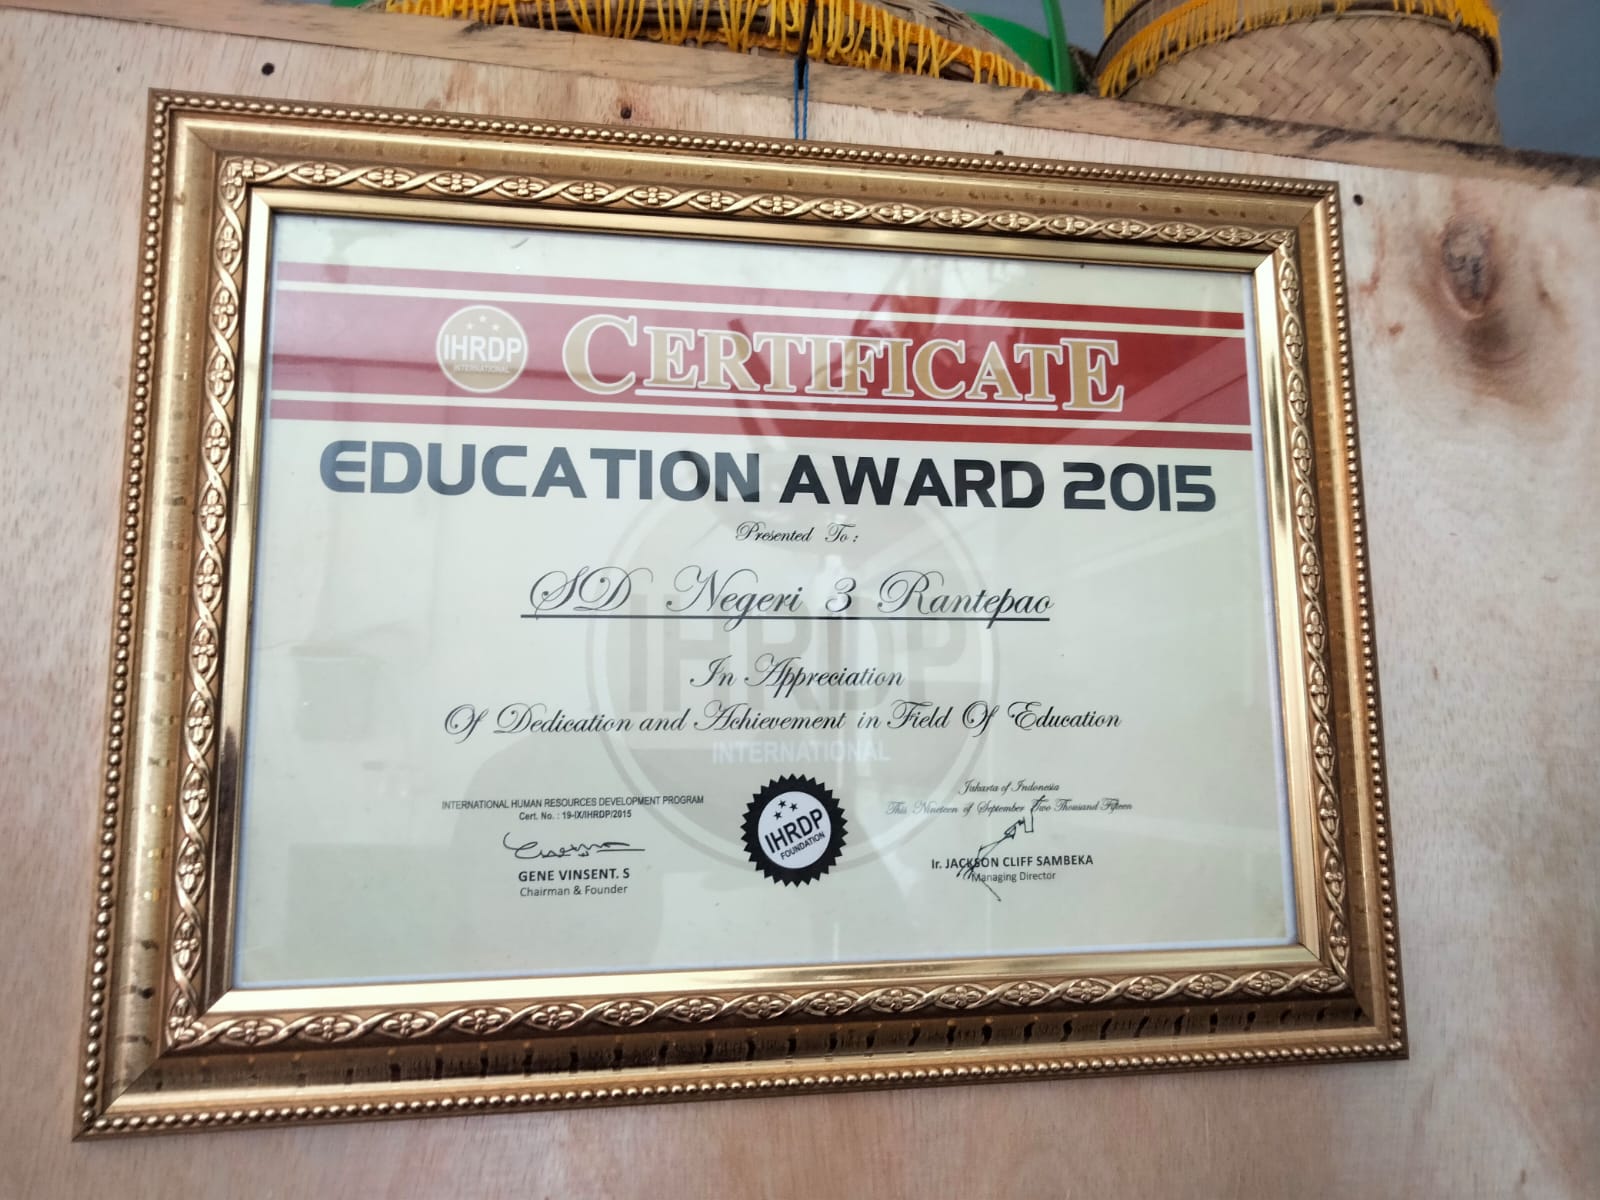 IHRDP
INTERNATIONAL
CERTIFICATE
EDUCATION AWARD 2015
Presented To :
SD Negeri 3 Rantepao
In Appreciation
Of Dedication and Achievement in Field Of Education
IHRDP
INTERNATIONAL
INTERNATIONAL HUMAN RESOURCES DEVELOPMENT PROGRAM
Cert. No. : 19-IX/IHRDP/2015
GENE VINSENT. S
Chairman & Founder
IHRDP
FOUNDATION
Jakarta of Indonesia
This Nineteen of September Two Thousand Fifteen
Ir. JACKSON CLIFF SAMBEKA
Managing Director